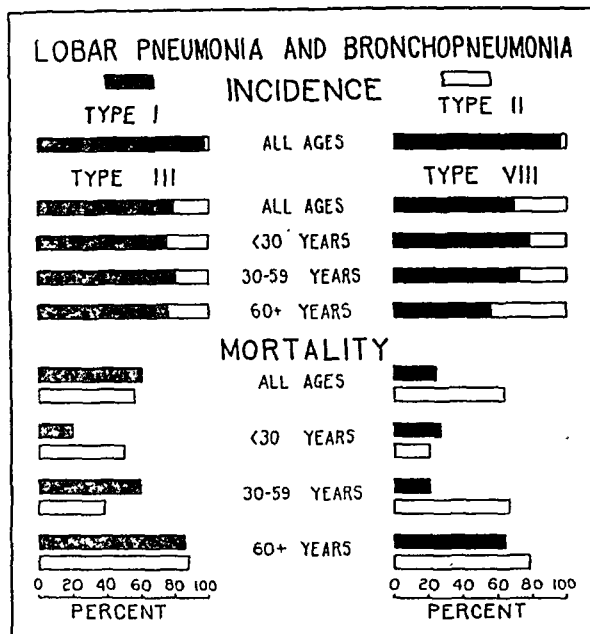 LOBAR PNEUMONIA AND BRONCHOPNEUMONIA
INCIDENCE
TYPE I TYPE II
ALL AGES
TYPE III TYPE VIII
ALL AGES
<30 YEARS
30-59 YEARS
60+ YEARS
MORTALITY
ALL AGES
<30 YEARS
30-59 YEARS
60+ YEARS
0 20 40 60 80 100 0 20 40 60 80 100
PERCENT PERCENT